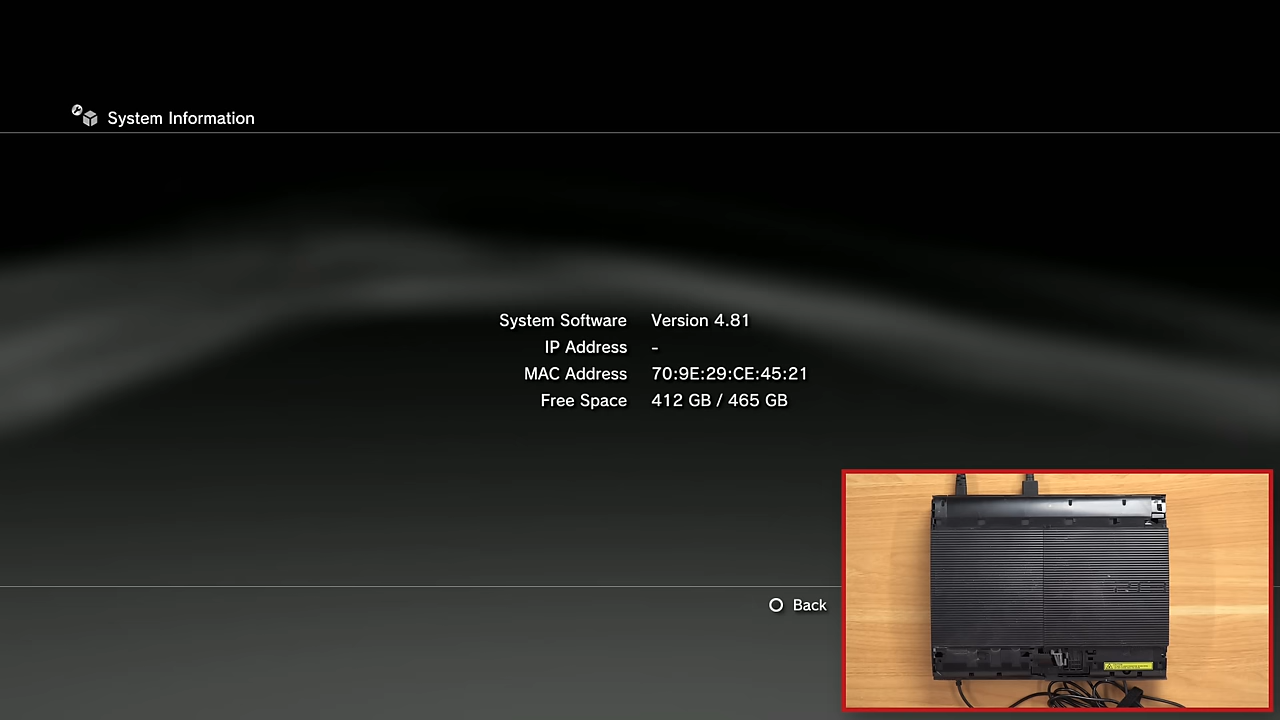 System Information
System Software Version 4.81
IP Address -
MAC Address 70:9E:29:CE:45:21
Free Space 412 GB / 465 GB
Back